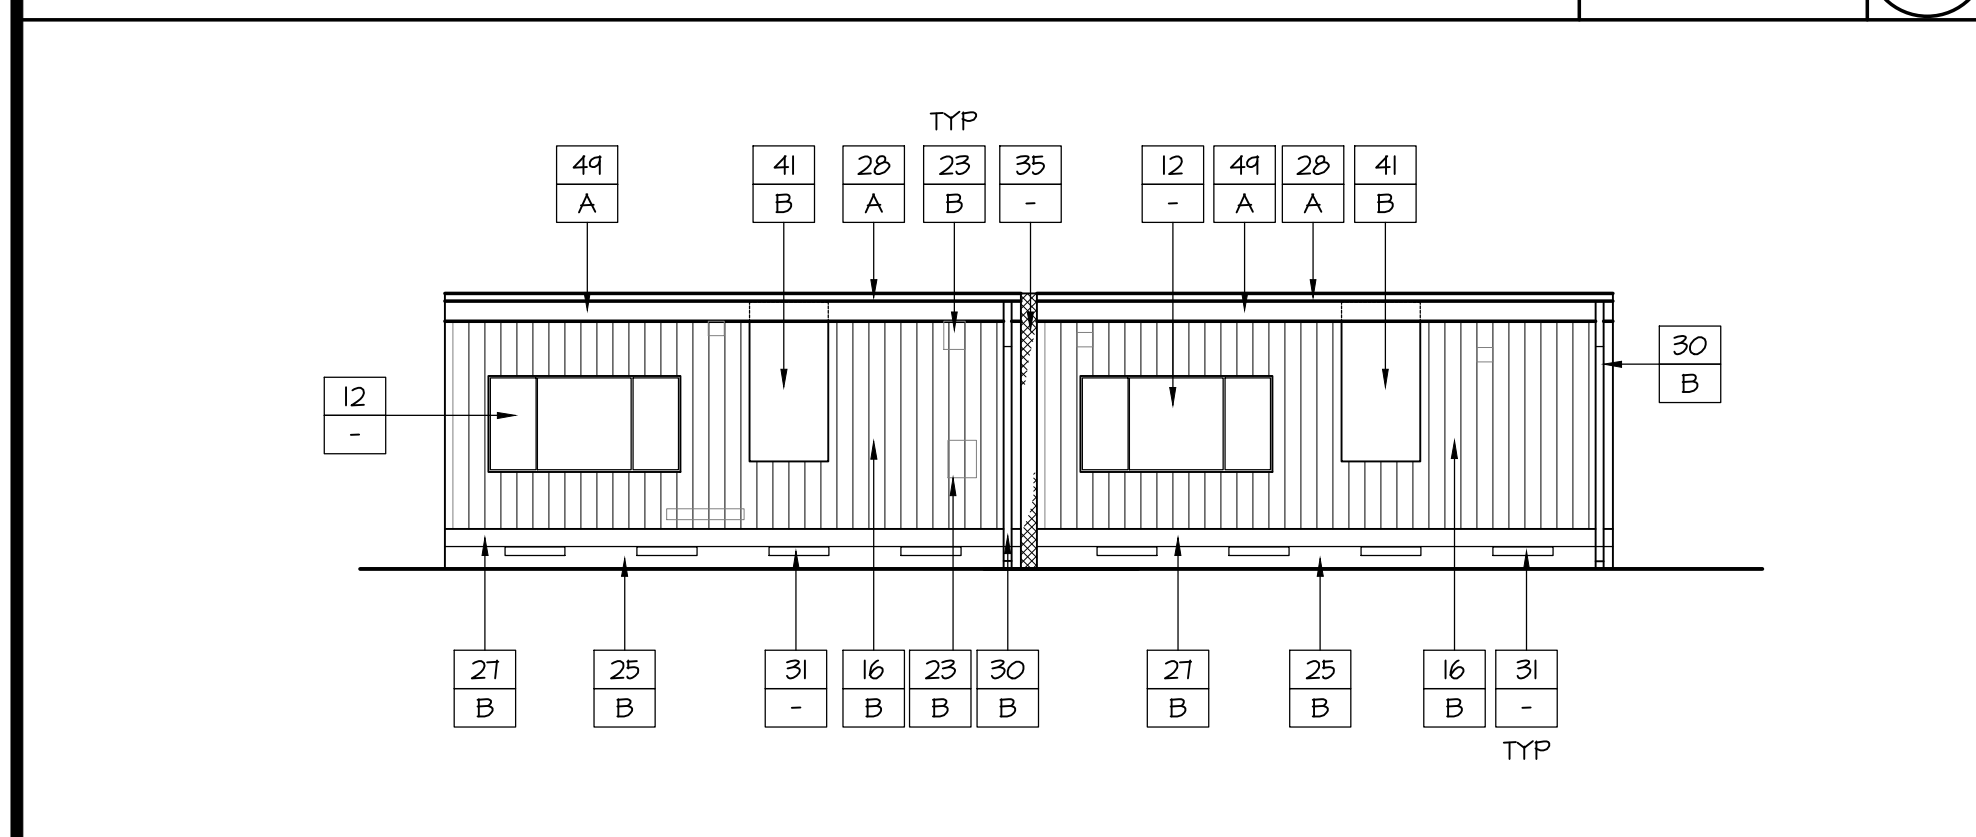 TYP
49 41 28 23 35 12 49 28 41
A B A B - - A A B
30
B
12
-
27 25 31 16 23 30 27 25 16 31
B B - B B B B B B -
TYP